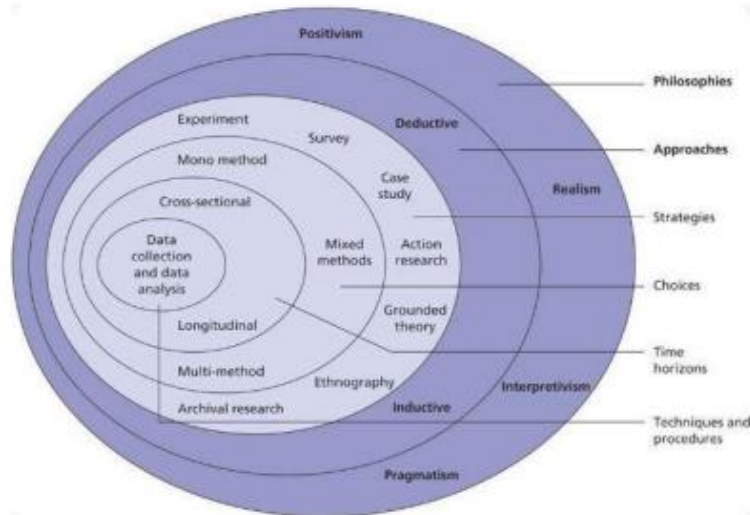 Positivism
Philosophies
Experiment
Deductive
Survey
Approaches
Mono method
Case
study
Realism
Cross-sectional
Strategies
Data
collection
and data
analysis
Mixed
methods
Action
research
Choices
Grounded
theory
Longitudinal
Time
horizons
Multi-method
Ethnography
Interpretivism
Archival research
Inductive
Techniques and
procedures
Pragmatism